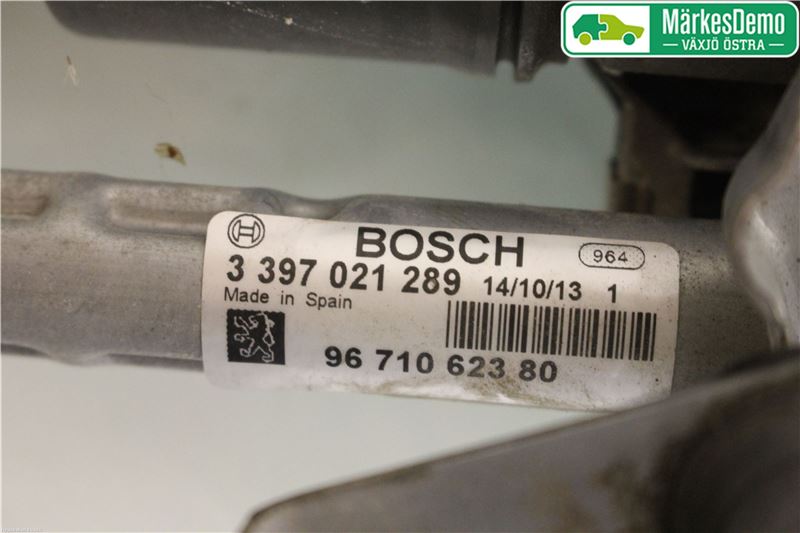 MärkesDemo
VÄXJÖ ÖSTRA
BOSCH 964
3 397 021 289 14/10/13 1
Made in Spain
96 710 623 80